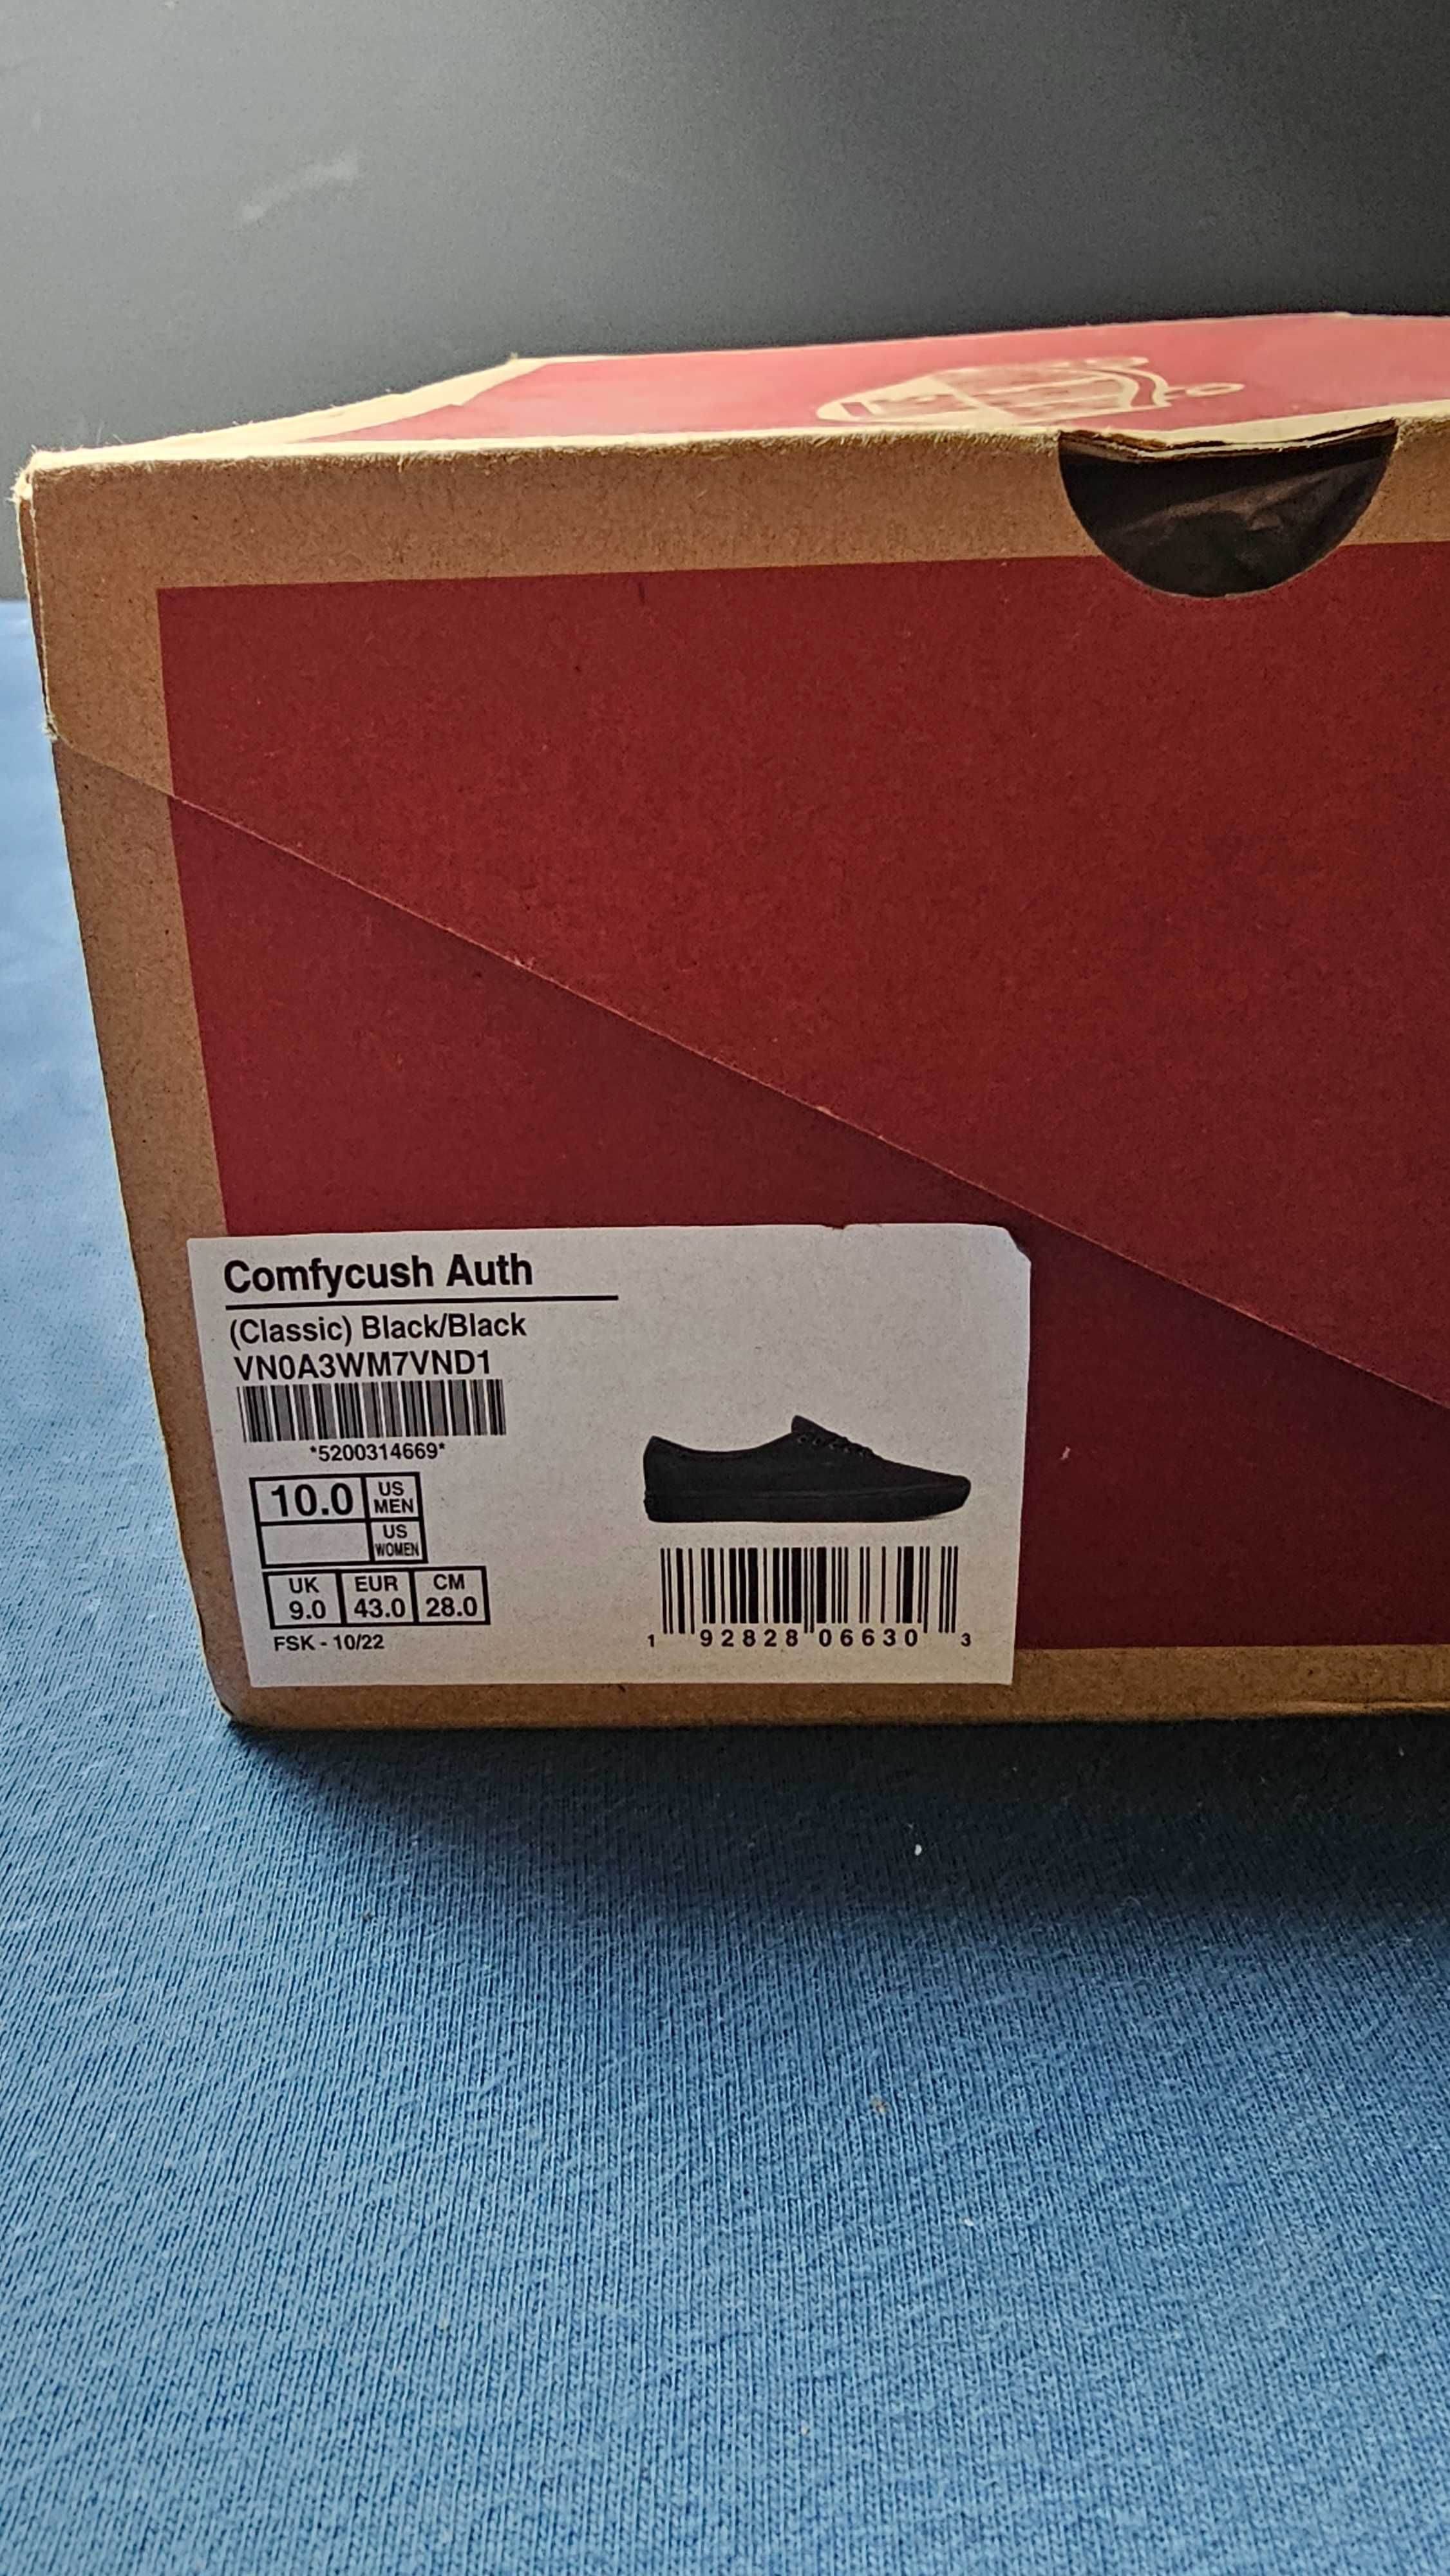 Comfycush Auth
(Classic) Black/Black
VN0A3WM7VND1
*5200314669*
10.0 US MEN
US WOMEN
UK EUR CM
9.0 43.0 28.0
FSK - 10/22
1 92828 06630 3